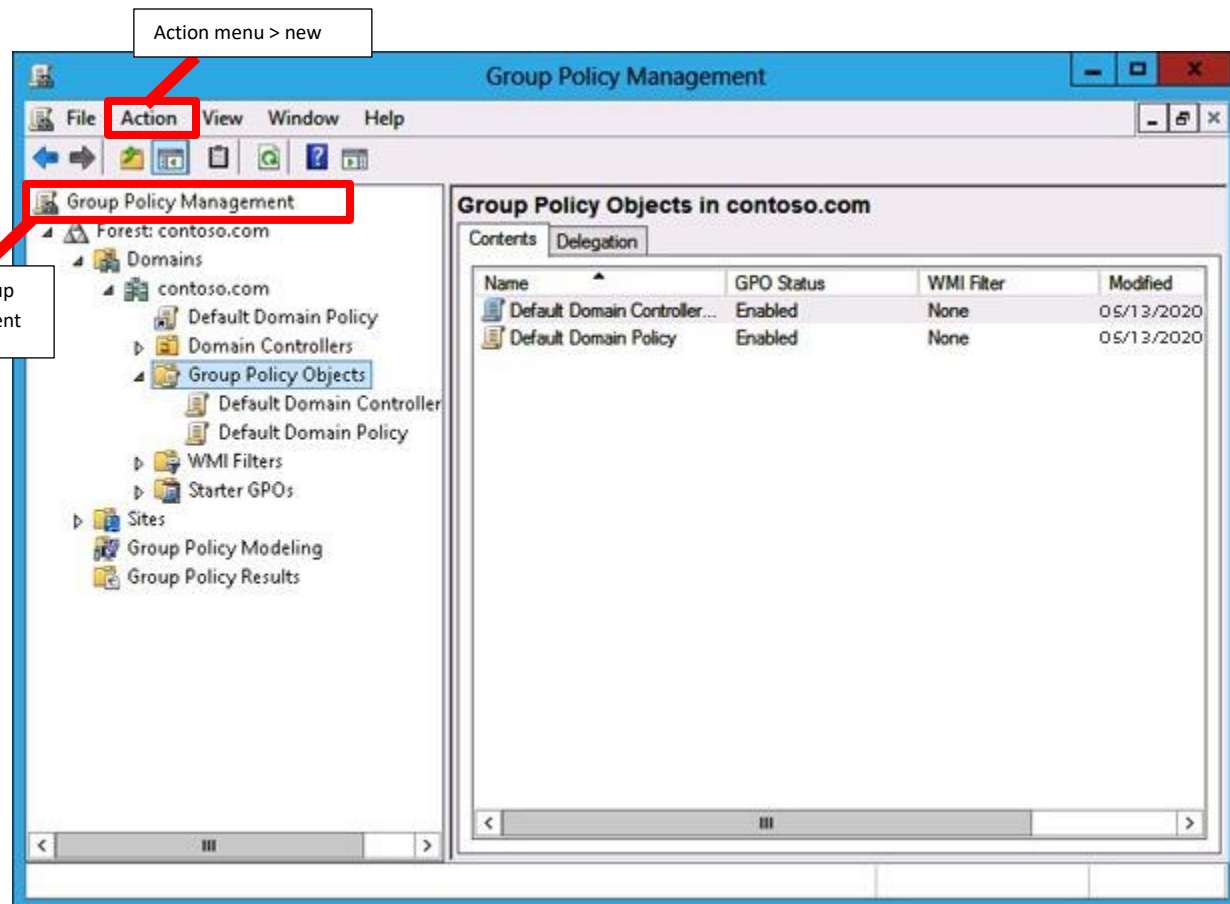 Action menu > new
Group Policy Management
File Action View Window Help
Group Policy Management
Forest: contoso.com
Domains
contoso.com
Default Domain Policy
Domain Controllers
Group Policy Objects
Default Domain Controller
Default Domain Policy
WMI Filters
Starter GPOs
Sites
Group Policy Modeling
Group Policy Results
up
ent
Group Policy Objects in contoso.com
Contents Delegation
Name GPO Status WMI Filter Modified
Default Domain Controller... Enabled None 05/13/2020
Default Domain Policy Enabled None 05/13/2020